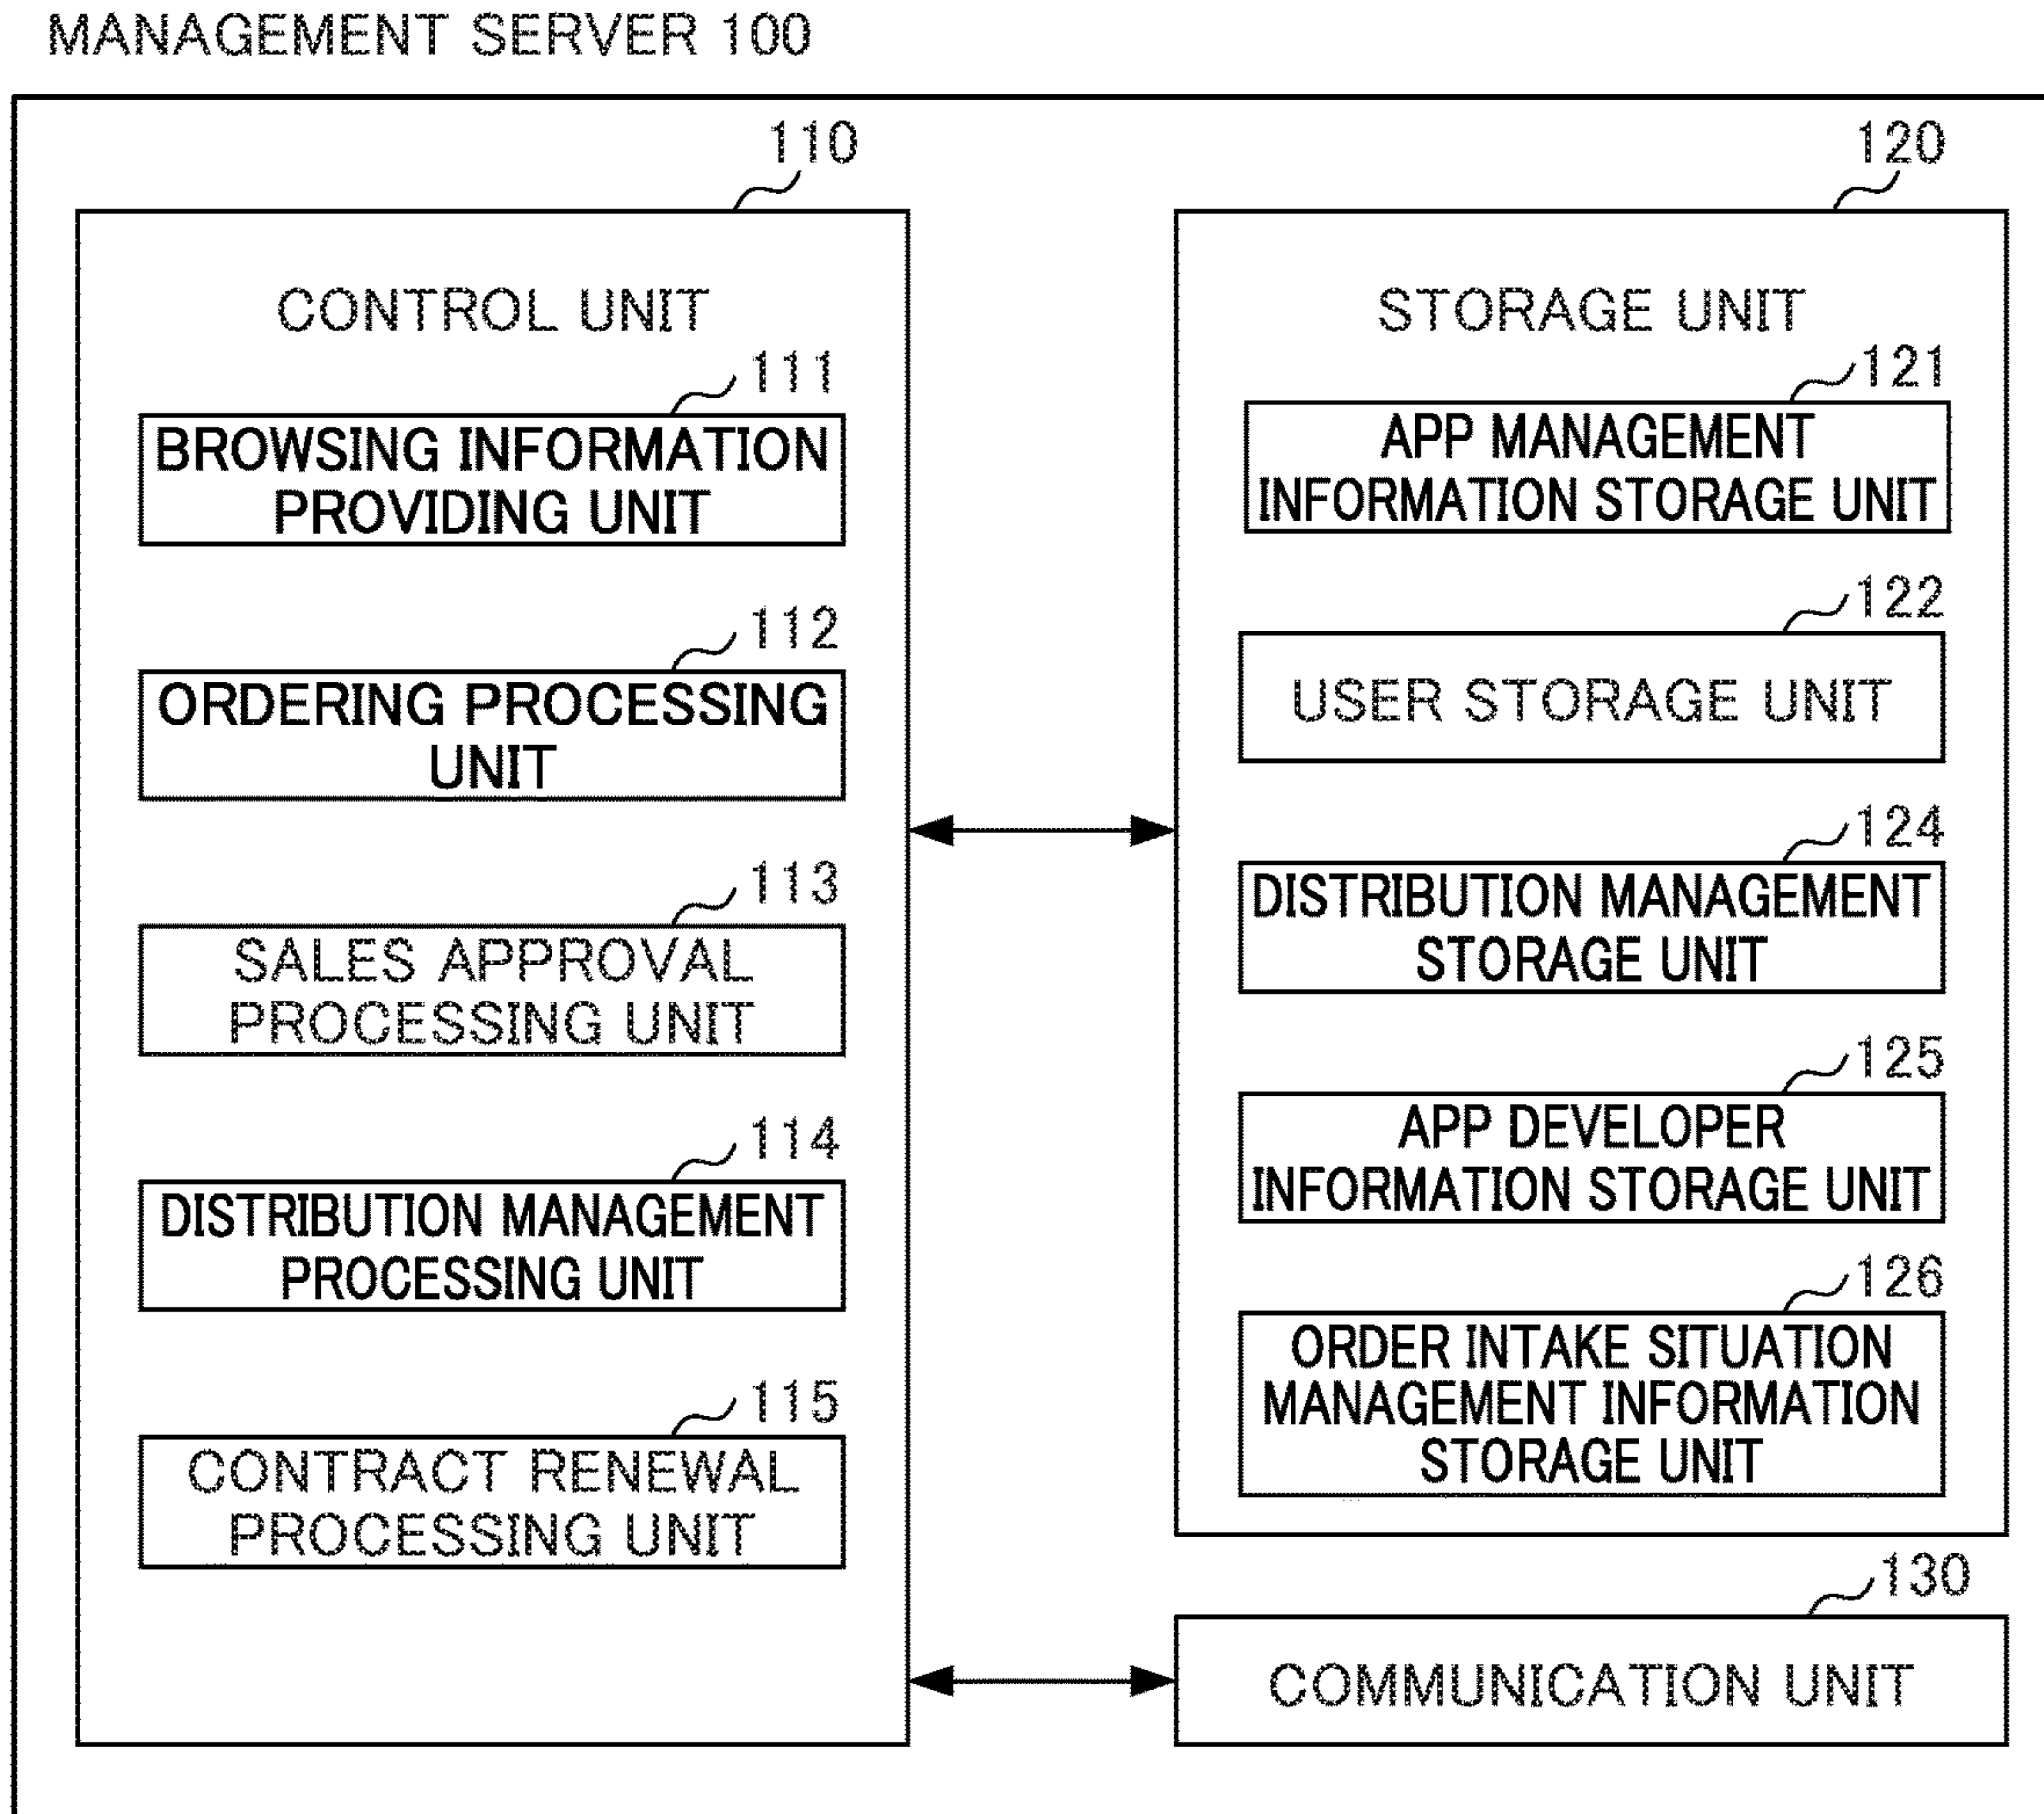 MANAGEMENT SERVER 100
110
CONTROL UNIT
111
BROWSING INFORMATION
PROVIDING UNIT
112
ORDERING PROCESSING
UNIT
113
SALES APPROVAL
PROCESSING UNIT
114
DISTRIBUTION MANAGEMENT
PROCESSING UNIT
115
CONTRACT RENEWAL
PROCESSING UNIT
120
STORAGE UNIT
121
APP MANAGEMENT
INFORMATION STORAGE UNIT
122
USER STORAGE UNIT
124
DISTRIBUTION MANAGEMENT
STORAGE UNIT
125
APP DEVELOPER
INFORMATION STORAGE UNIT
126
ORDER INTAKE SITUATION
MANAGEMENT INFORMATION
STORAGE UNIT
130
COMMUNICATION UNIT